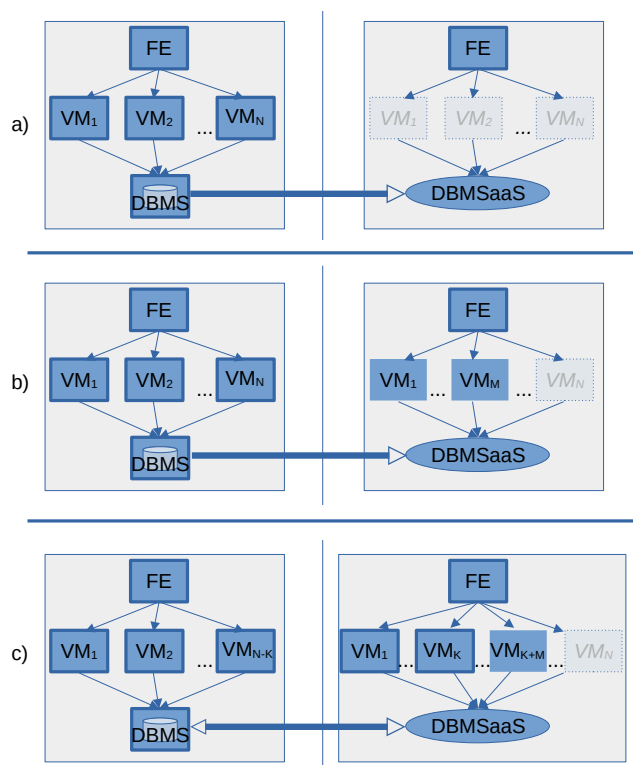 FE FE
a) VM1 VM2 ... VMN VM1 VM2 ... VMN
DBMS DBMSaaS
FE FE
b) VM1 VM2 ... VMN VM1 ... VMM ... VMN
DBMS DBMSaaS
FE FE
c) VM1 VM2 ... VMN-K VM1 ... VMK ... VMK+M ... VMN
DBMS DBMSaaS